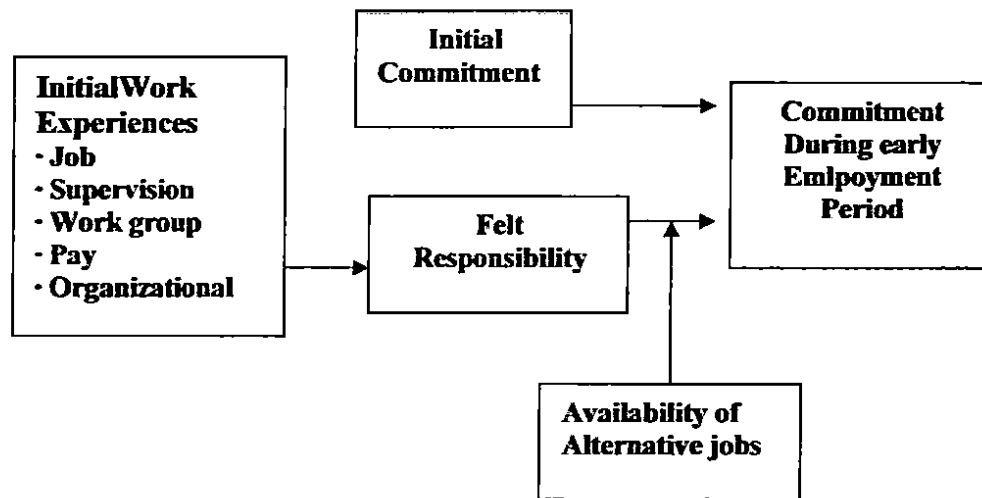 Initial
Commitment
InitialWork
Experiences
- Job
- Supervision
- Work group
- Pay
- Organizational
Felt
Responsibility
Commitment
During early
Emlpoyment
Period
Availability of
Alternative jobs